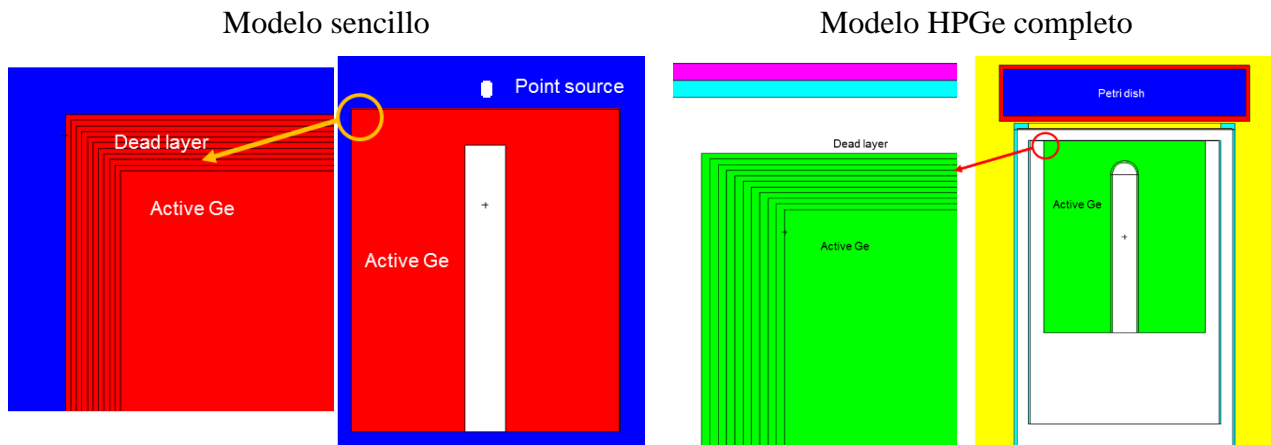 Modelo sencillo
Modelo HPGe completo
Dead layer
Active Ge
Point source
Active Ge
Dead layer
Active Ge
Petri dish
Active Ge